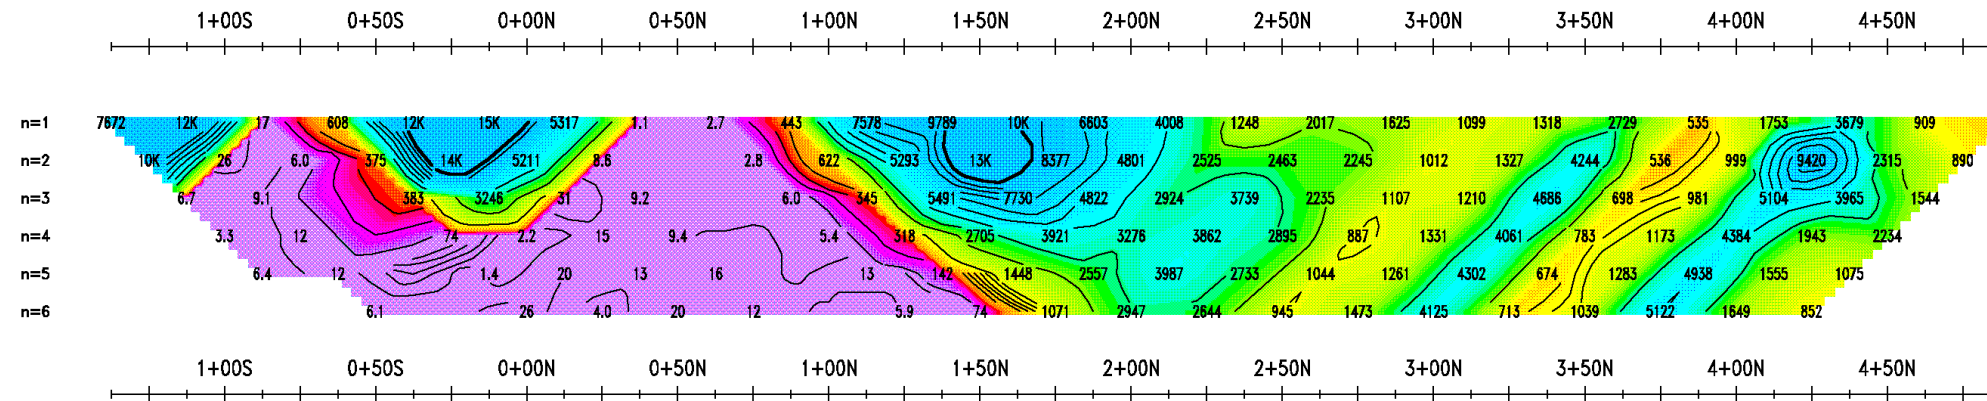 1+00S 0+50S 0+00N 0+50N 1+00N 1+50N 2+00N 2+50N 3+00N 3+50N 4+00N 4+50N
n=1 7672 12K 17 608 12K 15K 5317 1.1 2.7 443 7578 9789 10K 6603 4008 1248 2017 1625 1099 1318 2729 535 1753 3679 909
n=2 10K 26 6.0 375 14K 5211 8.6 2.8 622 5293 13K 8377 4801 2525 2463 2245 1012 1327 4244 536 999 9420 2315 890
n=3 6.7 9.1 383 3246 31 9.2 6.0 345 5491 7730 4822 2924 3739 2235 1107 1210 4686 698 981 5104 3965 1544
n=4 3.3 12 74 2.2 15 9.4 5.4 318 2705 3921 3276 3862 2895 887 1331 4061 783 1173 4384 1943 2234
n=5 6.4 12 1.4 20 13 16 13 142 1448 2557 3987 2733 1044 1261 4302 674 1283 4938 1555 1075
n=6 6.1 26 4.0 20 12 5.9 74 1071 2947 2644 945 1473 4125 713 1039 5122 1649 852
1+00S 0+50S 0+00N 0+50N 1+00N 1+50N 2+00N 2+50N 3+00N 3+50N 4+00N 4+50N